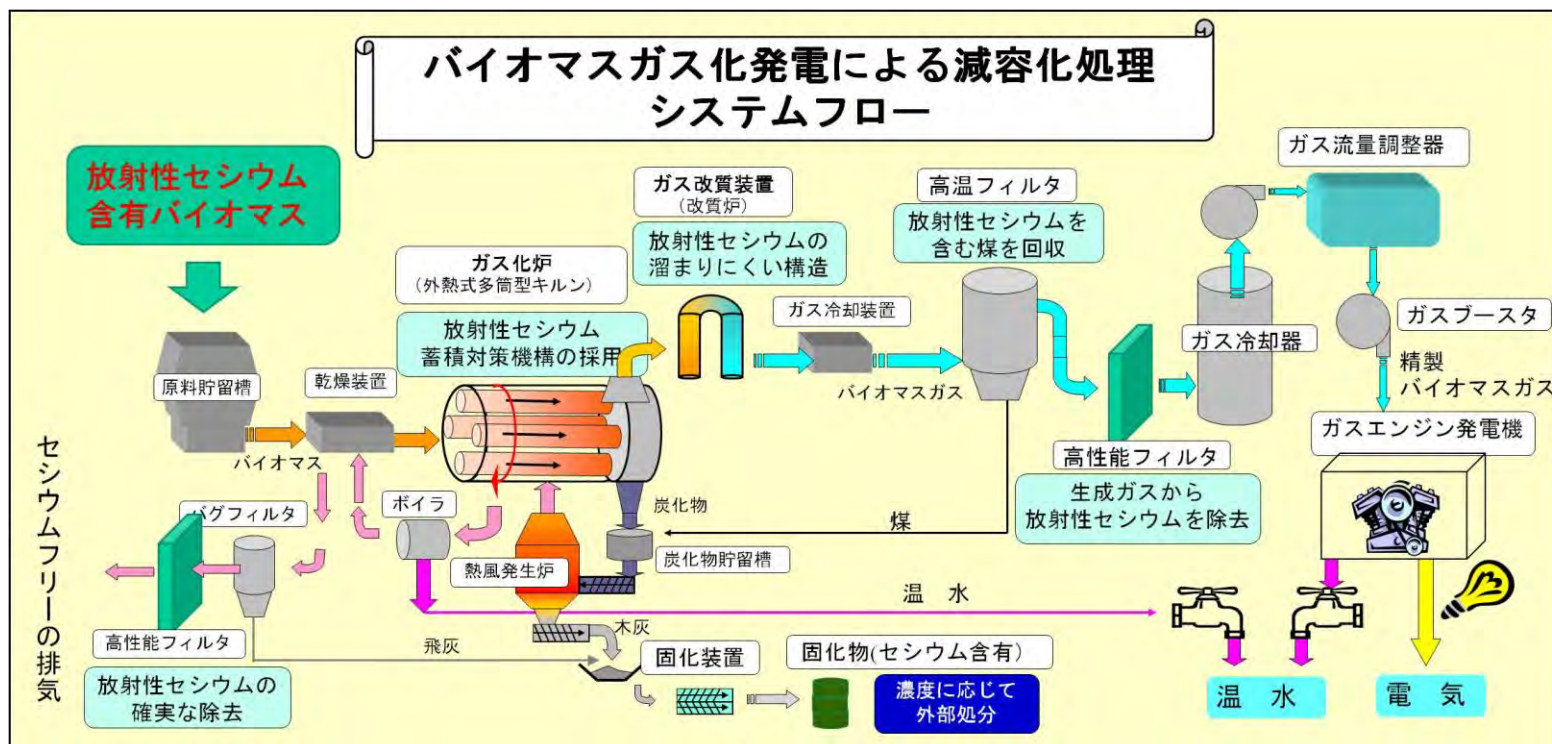 バイオマスガス化発電による減容化処理
システムフロー
放射性セシウム
含有バイオマス
原料貯留槽
バイオマス
乾燥装置
ガス化炉
(外熱式多筒型キルン)
放射性セシウム
蓄積対策機構の採用
ガス改質装置
(改質炉)
放射性セシウムの
溜まりにくい構造
ガス冷却装置
バイオマスガス
高温フィルタ
放射性セシウムを
含む煤を回収
高性能フィルタ
生成ガスから
放射性セシウムを除去
ガス冷却器
ガス流量調整器
ガスブースタ
精製
バイオマスガス
ガスエンジン発電機
炭化物
炭化物貯留槽
煤
ボイラ
熱風発生炉
温 水
バグフィルタ
高性能フィルタ
放射性セシウムの
確実な除去
セシウムフリーの排気
飛灰
木灰
固化装置
固化物(セシウム含有)
濃度に応じて
外部処分
温 水
電 気